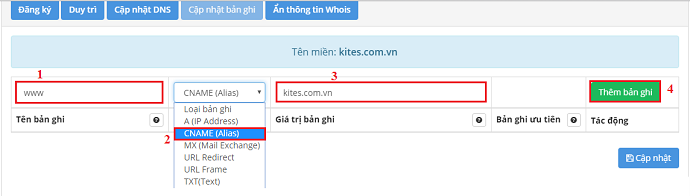 Đăng ký Duy trì Cập nhật DNS Cập nhật bản ghi Ẩn thông tin Whois
Tên miền: kites.com.vn
1 3
www CNAME (Alias) kites.com.vn Thêm bản ghi 4
Loại bản ghi
Tên bản ghi ? A (IP Address) Giá trị bản ghi ? Bản ghi ưu tiên ? Tác động
2 CNAME (Alias)
MX (Mail Exchange)
URL Redirect Cập nhật
URL Frame
TXT(Text)